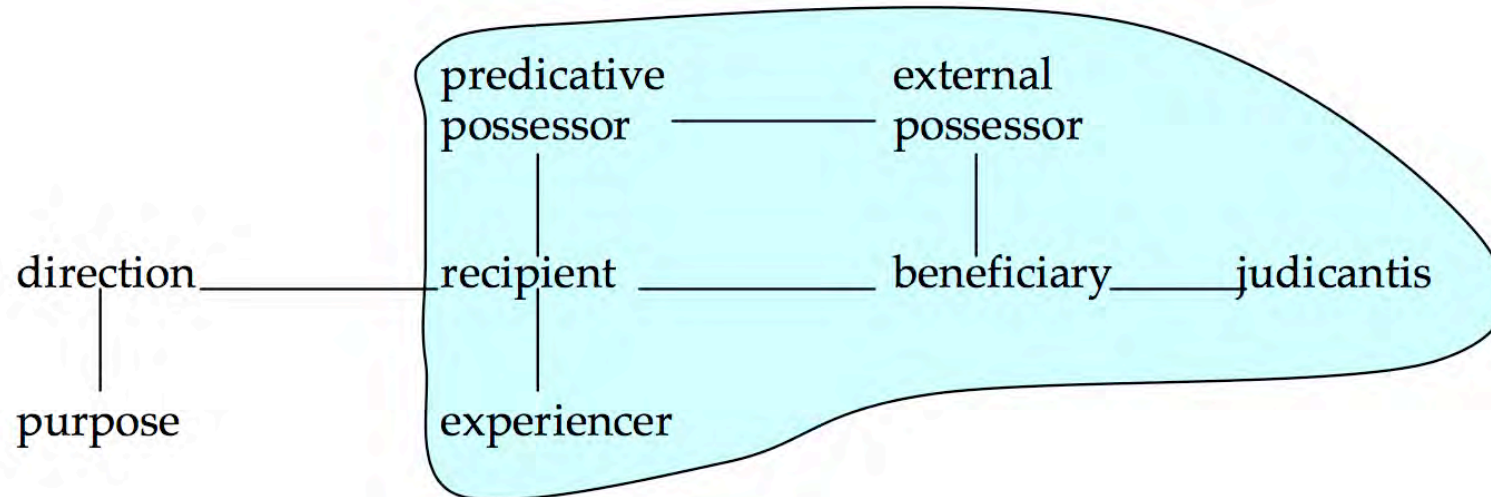 predicative external
possessor possessor
direction recipient beneficiary judicantis
purpose experiencer